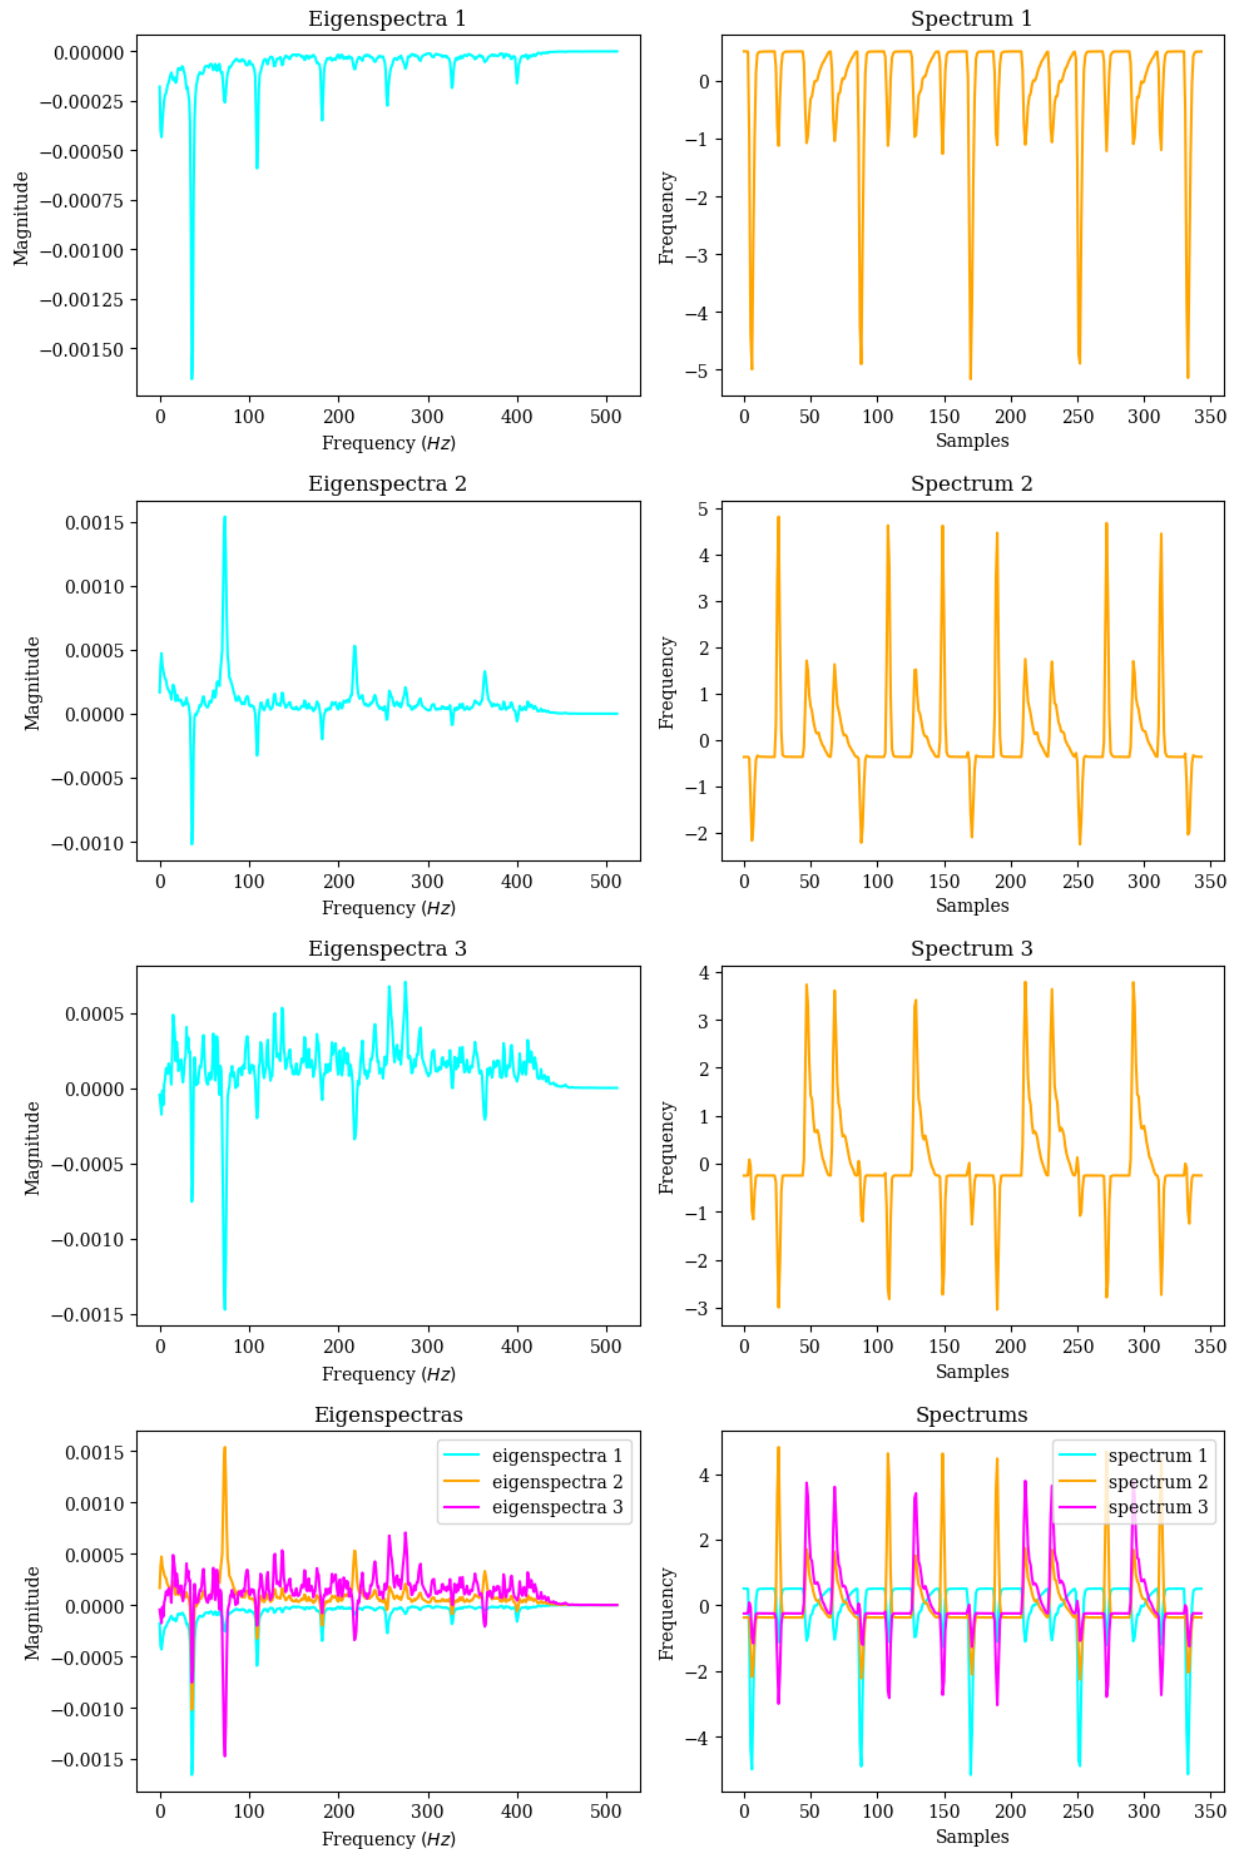 Eigenspectra 1
0.00000
−0.00025
−0.00050
−0.00075
−0.00100
−0.00125
−0.00150
Magnitude
0 100 200 300 400 500
Frequency (Hz)
Spectrum 1
0
−1
−2
−3
−4
−5
Frequency
0 50 100 150 200 250 300 350
Samples
Eigenspectra 2
0.0015
0.0010
0.0005
0.0000
−0.0005
−0.0010
Magnitude
0 100 200 300 400 500
Frequency (Hz)
Spectrum 2
5
4
3
2
1
0
−1
−2
Frequency
0 50 100 150 200 250 300 350
Samples
Eigenspectra 3
0.0005
0.0000
−0.0005
−0.0010
−0.0015
Magnitude
0 100 200 300 400 500
Frequency (Hz)
Spectrum 3
4
3
2
1
0
−1
−2
−3
Frequency
0 50 100 150 200 250 300 350
Samples
Eigenspectras
0.0015
0.0010
0.0005
0.0000
−0.0005
−0.0010
−0.0015
Magnitude
eigenspectra 1
eigenspectra 2
eigenspectra 3
0 100 200 300 400 500
Frequency (Hz)
Spectrums
4
2
0
−2
−4
Frequency
spectrum 1
spectrum 2
spectrum 3
0 50 100 150 200 250 300 350
Samples